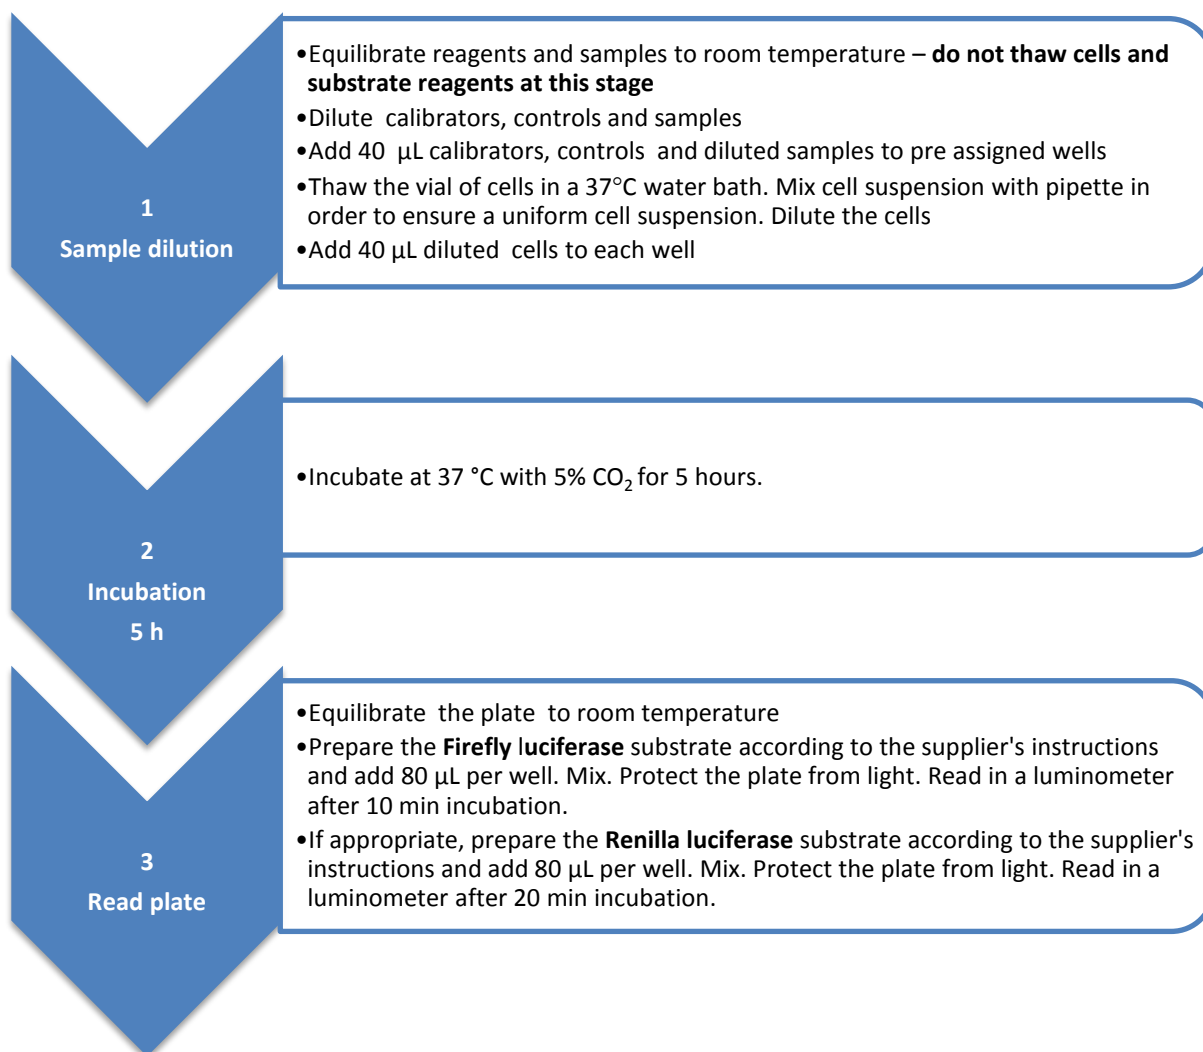 1
Sample dilution
•Equilibrate reagents and samples to room temperature – do not thaw cells and
substrate reagents at this stage
•Dilute calibrators, controls and samples
•Add 40 µL calibrators, controls and diluted samples to pre assigned wells
•Thaw the vial of cells in a 37°C water bath. Mix cell suspension with pipette in
order to ensure a uniform cell suspension. Dilute the cells
•Add 40 µL diluted cells to each well
2
Incubation
5 h
•Incubate at 37 °C with 5% CO₂ for 5 hours.
3
Read plate
•Equilibrate the plate to room temperature
•Prepare the Firefly luciferase substrate according to the supplier's instructions
and add 80 µL per well. Mix. Protect the plate from light. Read in a luminometer
after 10 min incubation.
•If appropriate, prepare the Renilla luciferase substrate according to the supplier's
instructions and add 80 µL per well. Mix. Protect the plate from light. Read in a
luminometer after 20 min incubation.